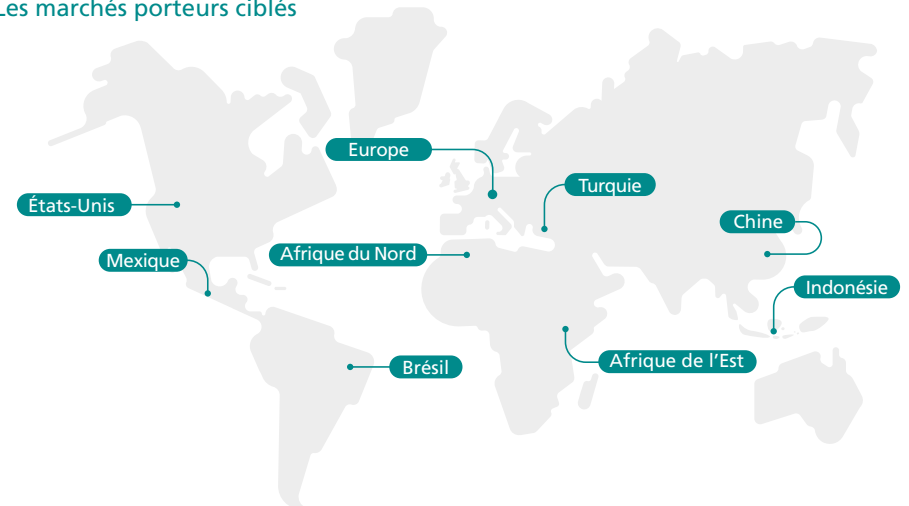 Les marchés porteurs ciblés
Europe
Turquie
États-Unis
Chine
Mexique
Afrique du Nord
Indonésie
Afrique de l’Est
Brésil